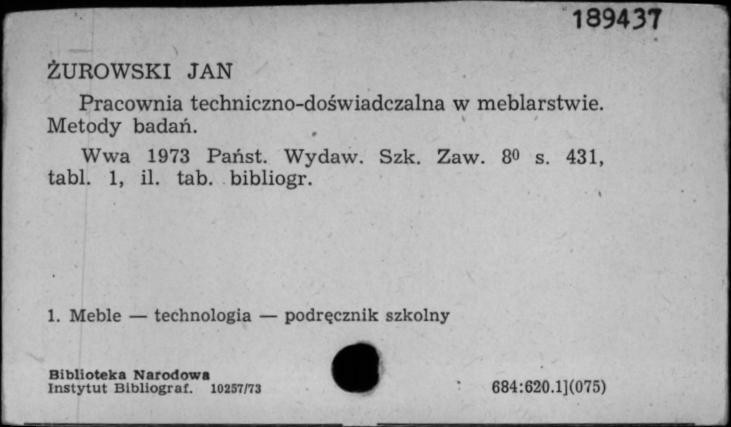 189437
ŻUROWSKI JAN
Pracownia techniczno-doświadczalna w meblarstwie.
Metody badań.
Wwa 1973 Państ. Wydaw. Szk. Zaw. 8⁰ s. 431,
tabl. 1, il. tab. bibliogr.
1. Meble — technologia — podręcznik szkolny
Biblioteka Narodowa
Instytut Bibliograf. 10257/73
684:620.1](075)